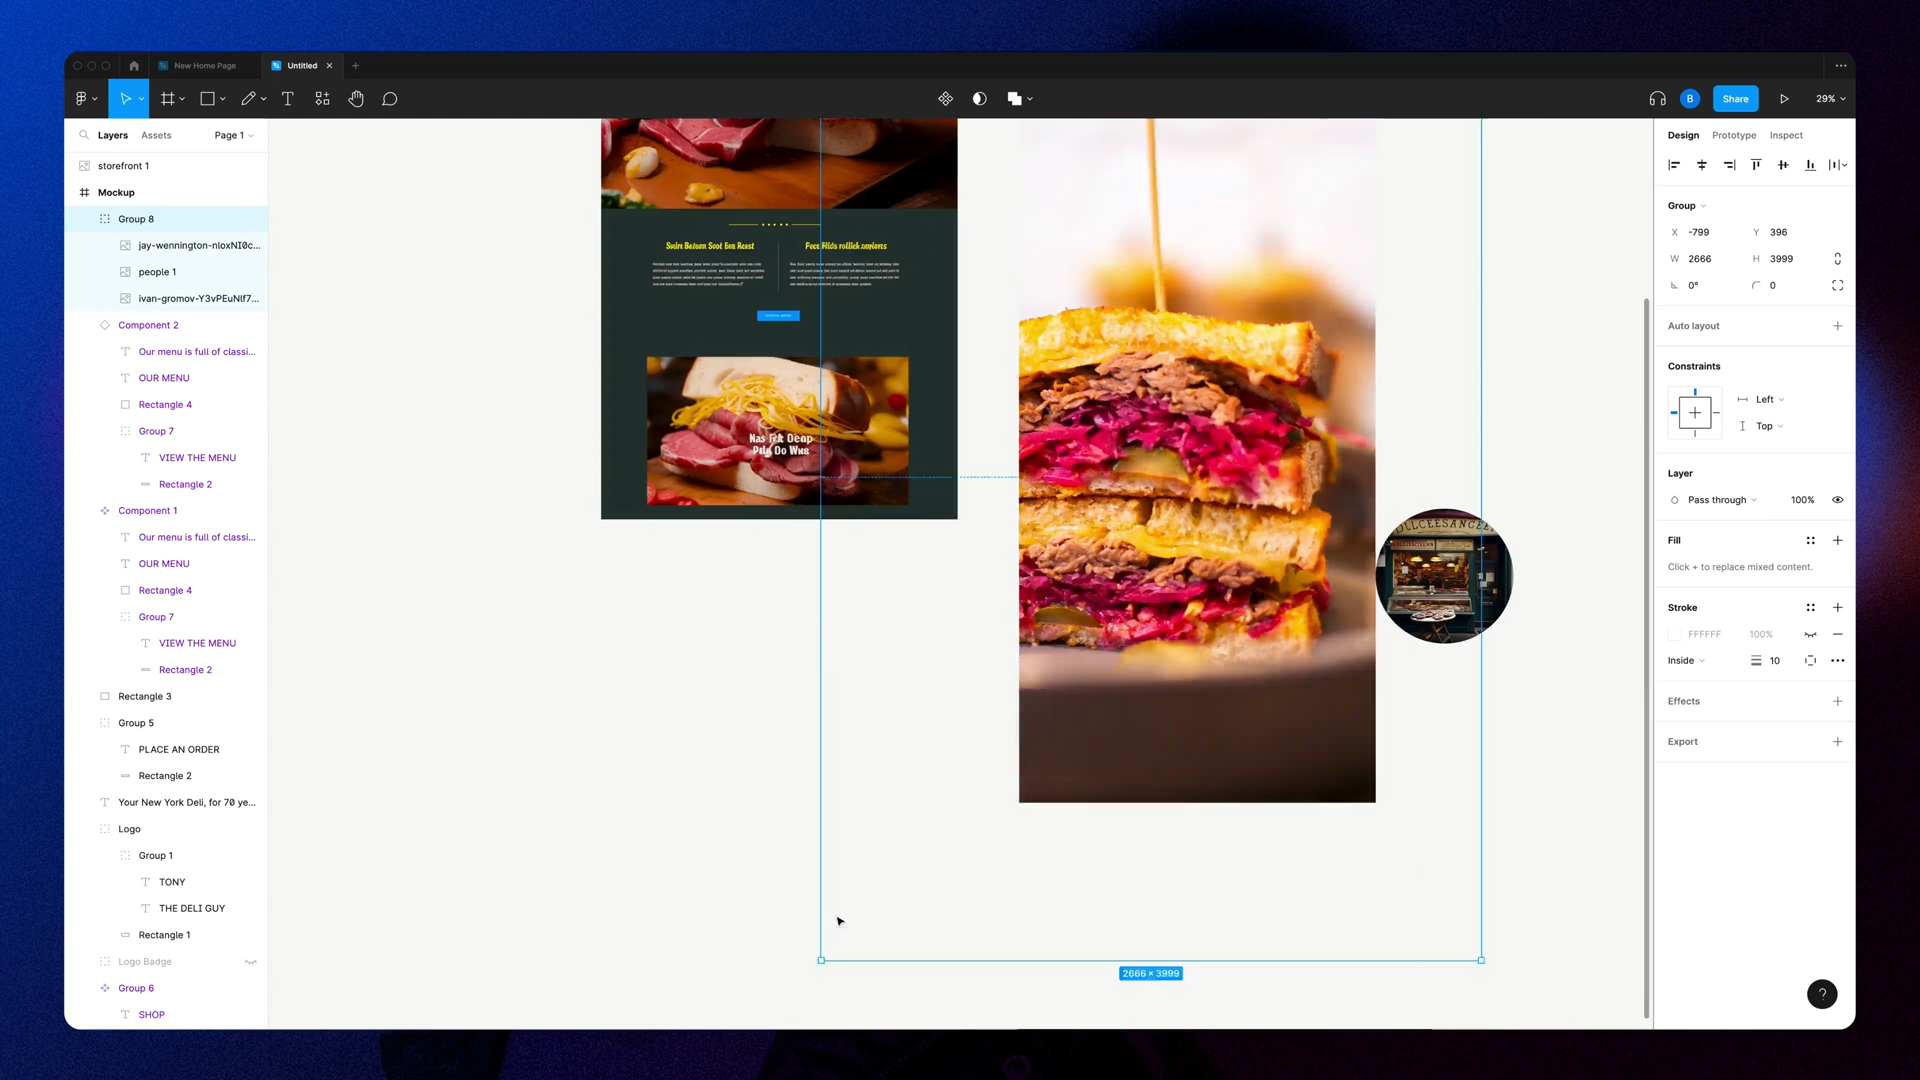 New Home Page
Untitled
B
Share
29%
Layers
Assets
Page 1
storefront 1
Mockup
Group 8
jay-wennington-nloxNI0c...
people 1
ivan-gromov-Y3vPEuNlf7...
Component 2
Our menu is full of classi...
OUR MENU
Rectangle 4
Group 7
VIEW THE MENU
Rectangle 2
Component 1
Our menu is full of classi...
OUR MENU
Rectangle 4
Group 7
VIEW THE MENU
Rectangle 2
Rectangle 3
Group 5
PLACE AN ORDER
Rectangle 2
Your New York Deli, for 70 ye...
Logo
Group 1
TONY
THE DELI GUY
Rectangle 1
Logo Badge
Group 6
SHOP
2666 × 3999
Design
Prototype
Inspect
Group
X -799 Y 396
W 2666 H 3999
0° 0
Auto layout
Constraints
Left
Top
Layer
Pass through 100%
Fill
Click + to replace mixed content.
Stroke
FFFFFF 100%
Inside 10
Effects
Export
?